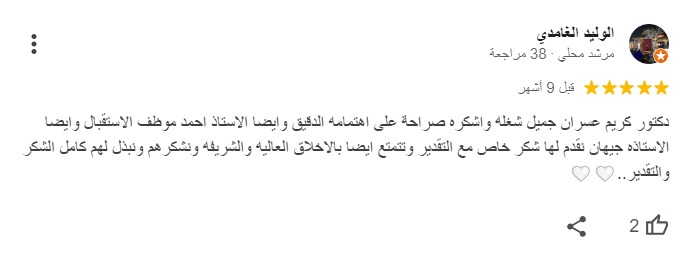 الوليد الغامدي
مرشد محلي · 38 مراجعة
قبل 9 أشهر
دكتور كريم عسران جميل شغله واشكره صراحة على اهتمامه الدقيق وايضا الاستاذ احمد موظف الاستقبال وايضا
الاستاذه جيهان نقدم لها شكر خاص مع التقدير وتتمتع ايضا بالاخلاق العاليه والشريفه ونشكرهم ونبذل لهم كامل الشكر
والتقدير.. 🤍🤍
2